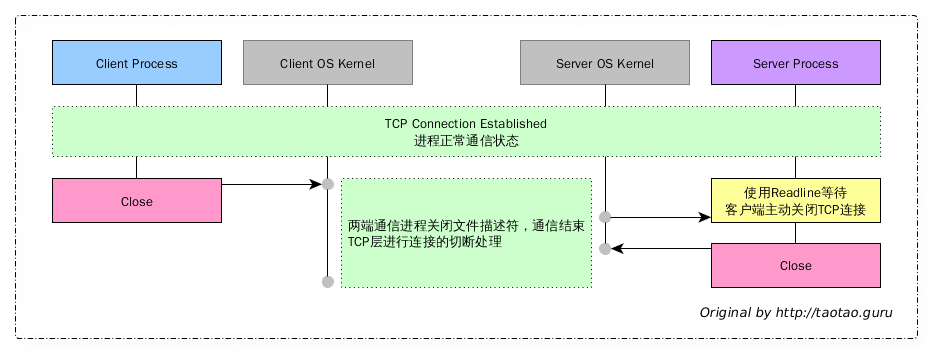 Client Process
Client OS Kernel
Server OS Kernel
Server Process
TCP Connection Established
进程正常通信状态
Close
两端通信进程关闭文件描述符，通信结束
TCP层进行连接的切断处理
使用Readline等待
客户端主动关闭TCP连接
Close
Original by http://taotao.guru